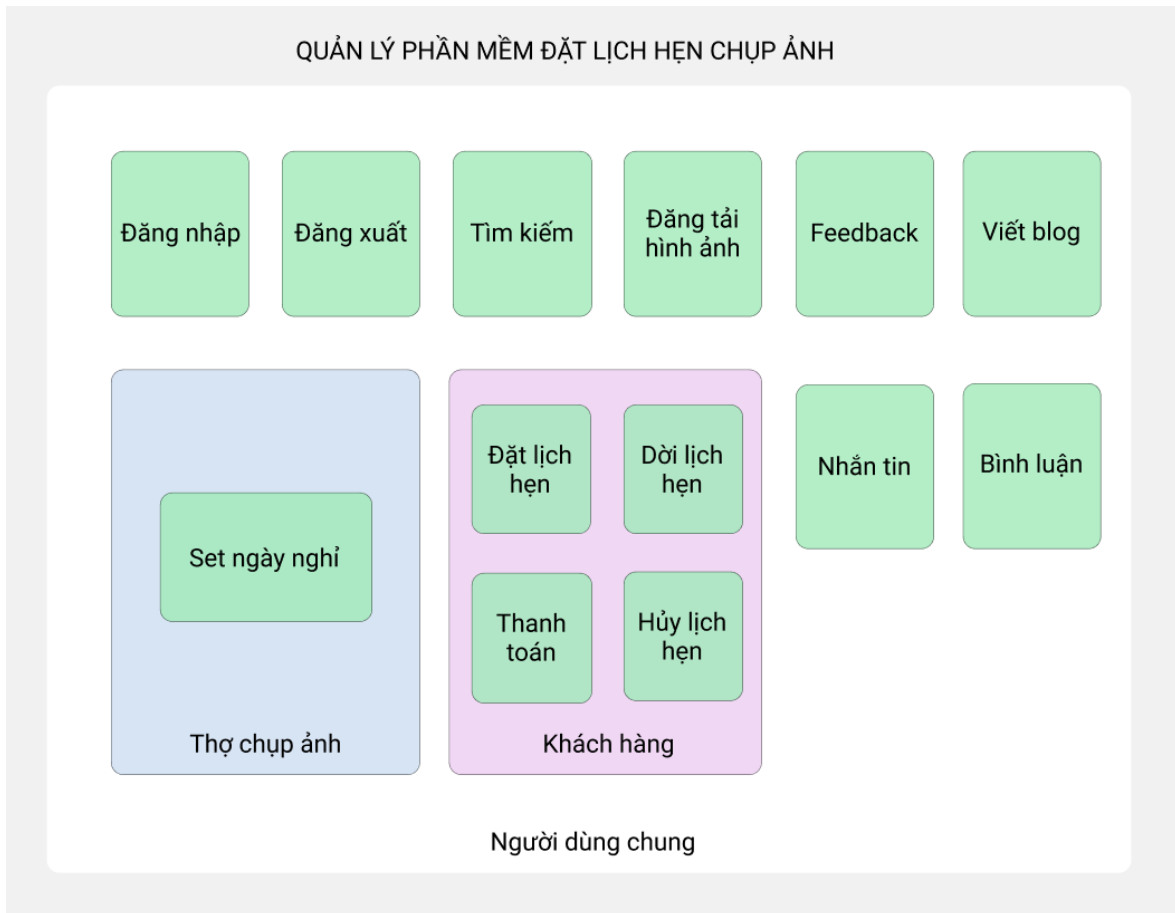 QUẢN LÝ PHẦN MỀM ĐẶT LỊCH HẸN CHỤP ẢNH
Đăng nhập
Đăng xuất
Tìm kiếm
Đăng tải
hình ảnh
Feedback
Viết blog
Set ngày nghỉ
Thợ chụp ảnh
Đặt lịch
hẹn
Dời lịch
hẹn
Thanh
toán
Hủy lịch
hẹn
Khách hàng
Nhắn tin
Bình luận
Người dùng chung